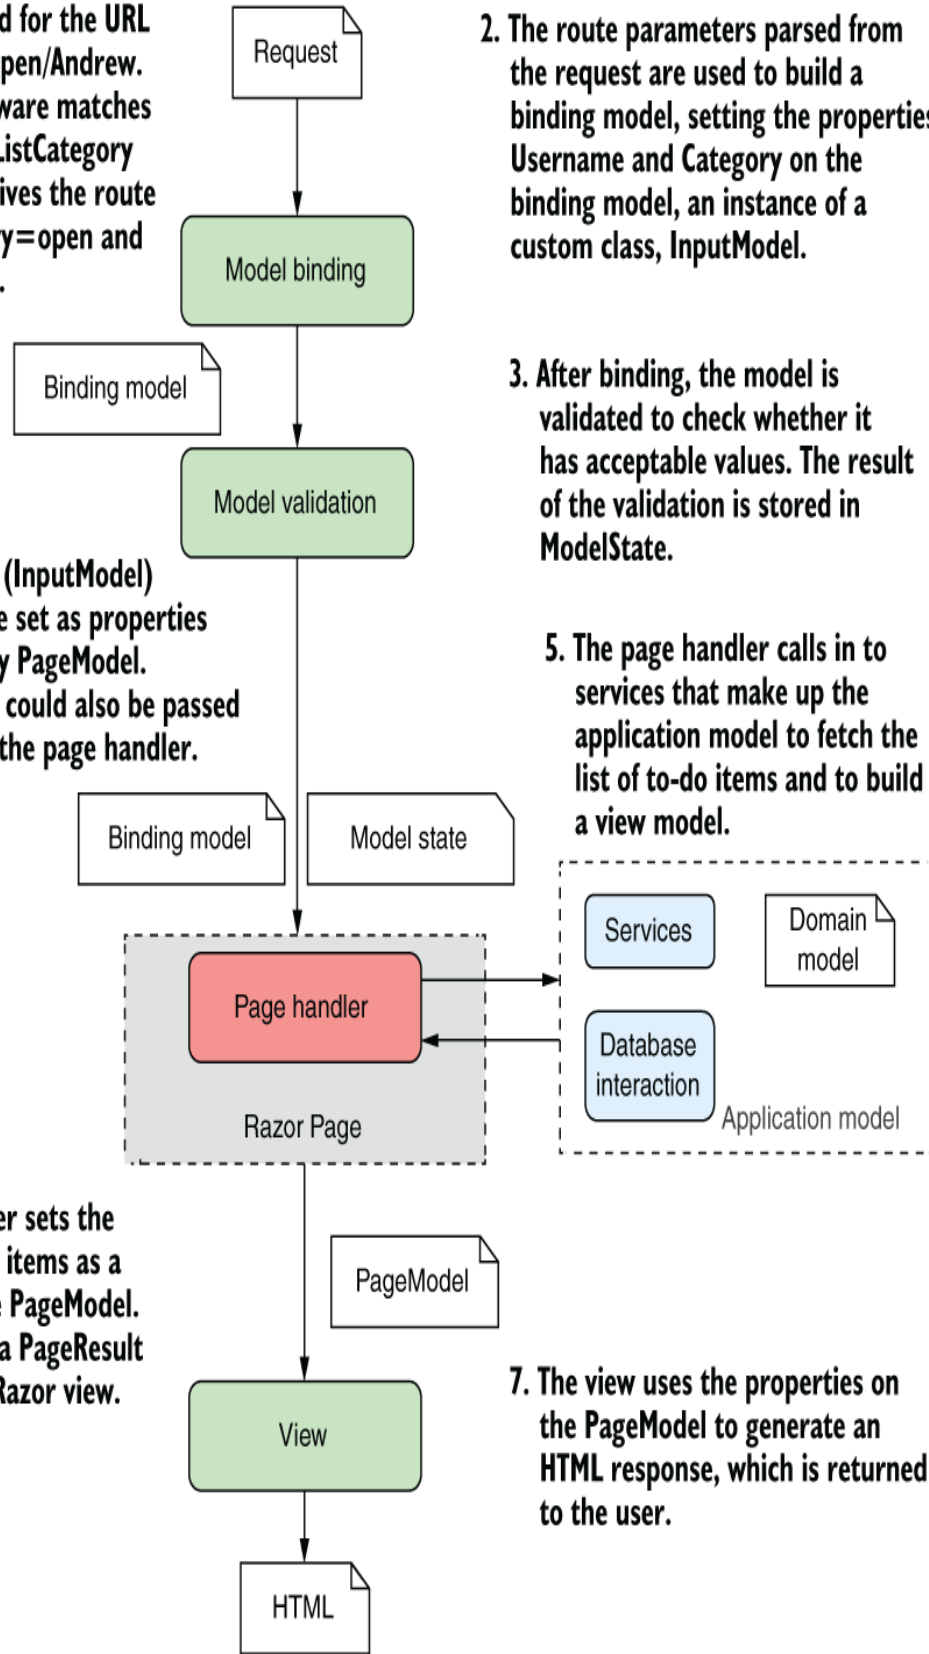 d for the URL
pen/Andrew.
ware matches
ListCategory
ives the route
y=open and
.
Request
2. The route parameters parsed from
the request are used to build a
binding model, setting the properties
Username and Category on the
binding model, an instance of a
custom class, InputModel.
Model binding
Binding model
3. After binding, the model is
validated to check whether it
has acceptable values. The result
of the validation is stored in
ModelState.
Model validation
(InputModel)
e set as properties
y PageModel.
could also be passed
the page handler.
5. The page handler calls in to
services that make up the
application model to fetch the
list of to-do items and to build
a view model.
Binding model
Model state
Services
Domain
model
Page handler
Database
interaction
Application model
Razor Page
er sets the
items as a
e PageModel.
a PageResult
Razor view.
PageModel
View
7. The view uses the properties on
the PageModel to generate an
HTML response, which is returned
to the user.
HTML